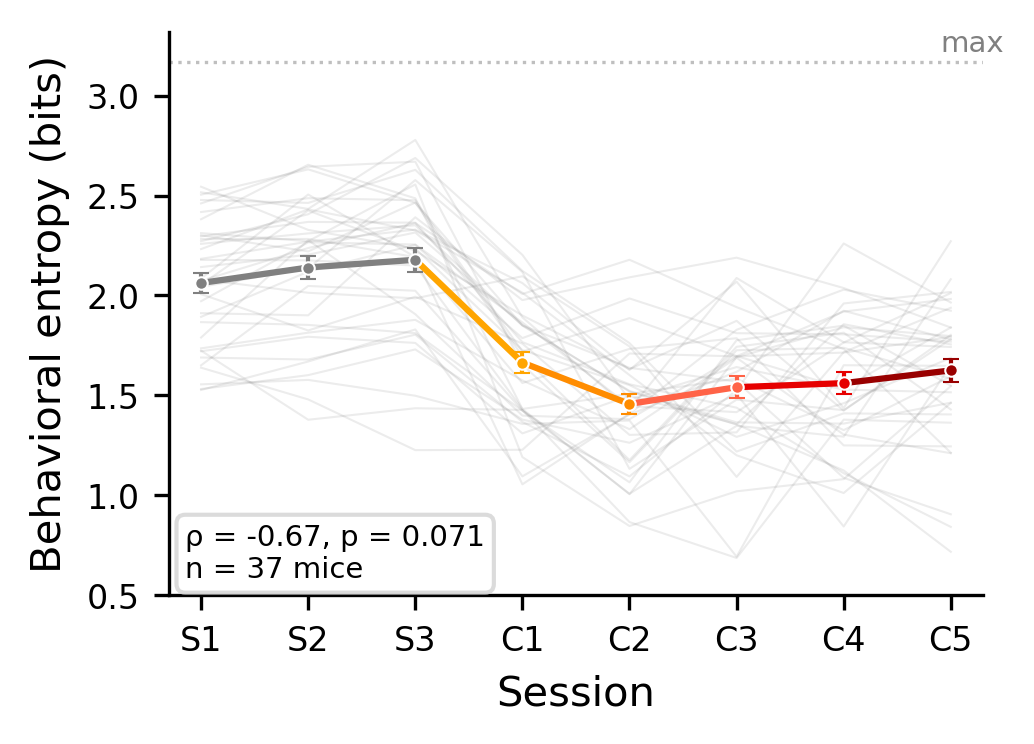 max
Behavioral entropy (bits)
3.0
2.5
2.0
1.5
1.0
0.5
ρ = -0.67, p = 0.071
n = 37 mice
S1 S2 S3 C1 C2 C3 C4 C5
Session